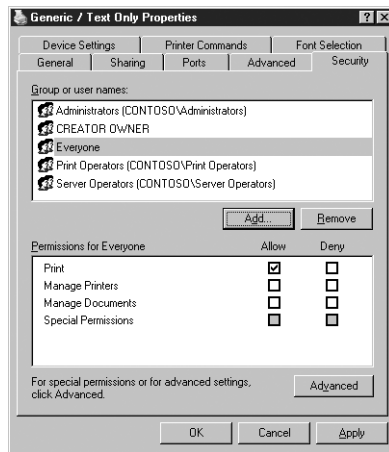 Generic / Text Only Properties
Device Settings Printer Commands Font Selection
General Sharing Ports Advanced Security
Group or user names:
Administrators (CONTOSO\Administrators)
CREATOR OWNER
Everyone
Print Operators (CONTOSO\Print Operators)
Server Operators (CONTOSO\Server Operators)
Add... Remove
Permissions for Everyone Allow Deny
Print
Manage Printers
Manage Documents
Special Permissions
For special permissions or for advanced settings,
click Advanced.
Advanced
OK Cancel Apply